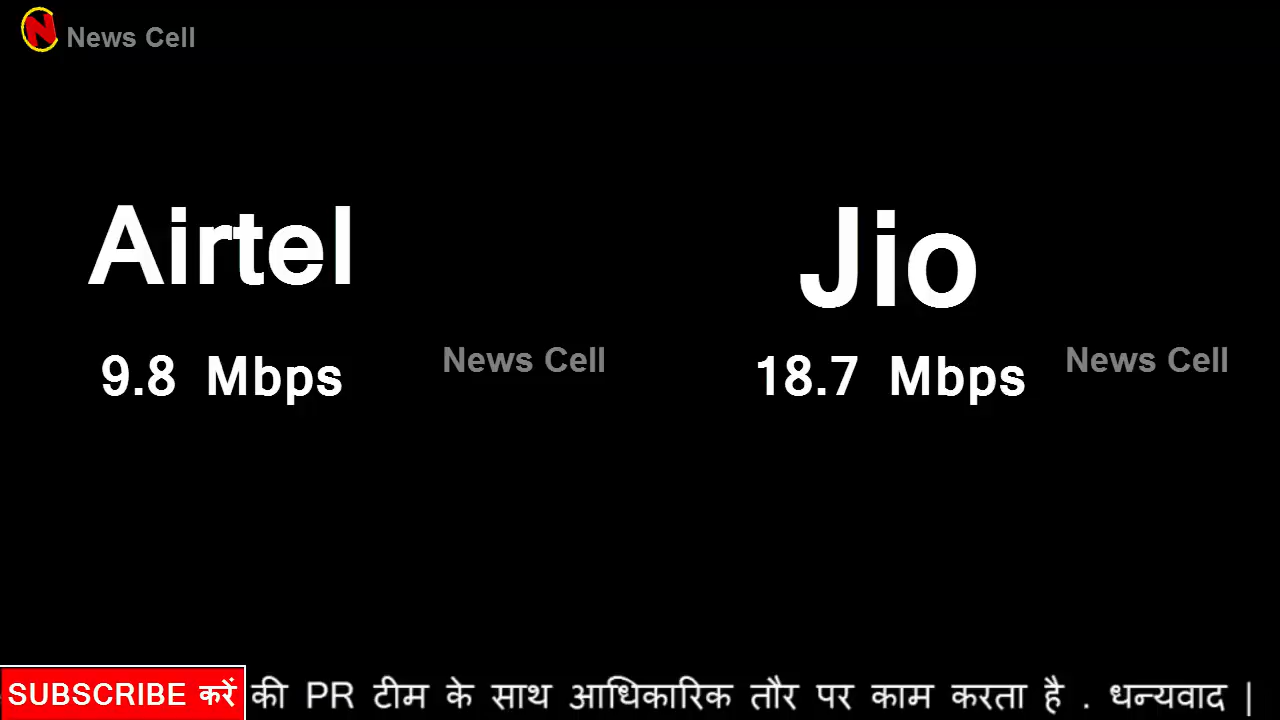 News Cell
Airtel
Jio
9.8 Mbps
News Cell
18.7 Mbps
News Cell
SUBSCRIBE करें की PR टीम के साथ आधिकारिक तौर पर काम करता है . धन्यवाद |